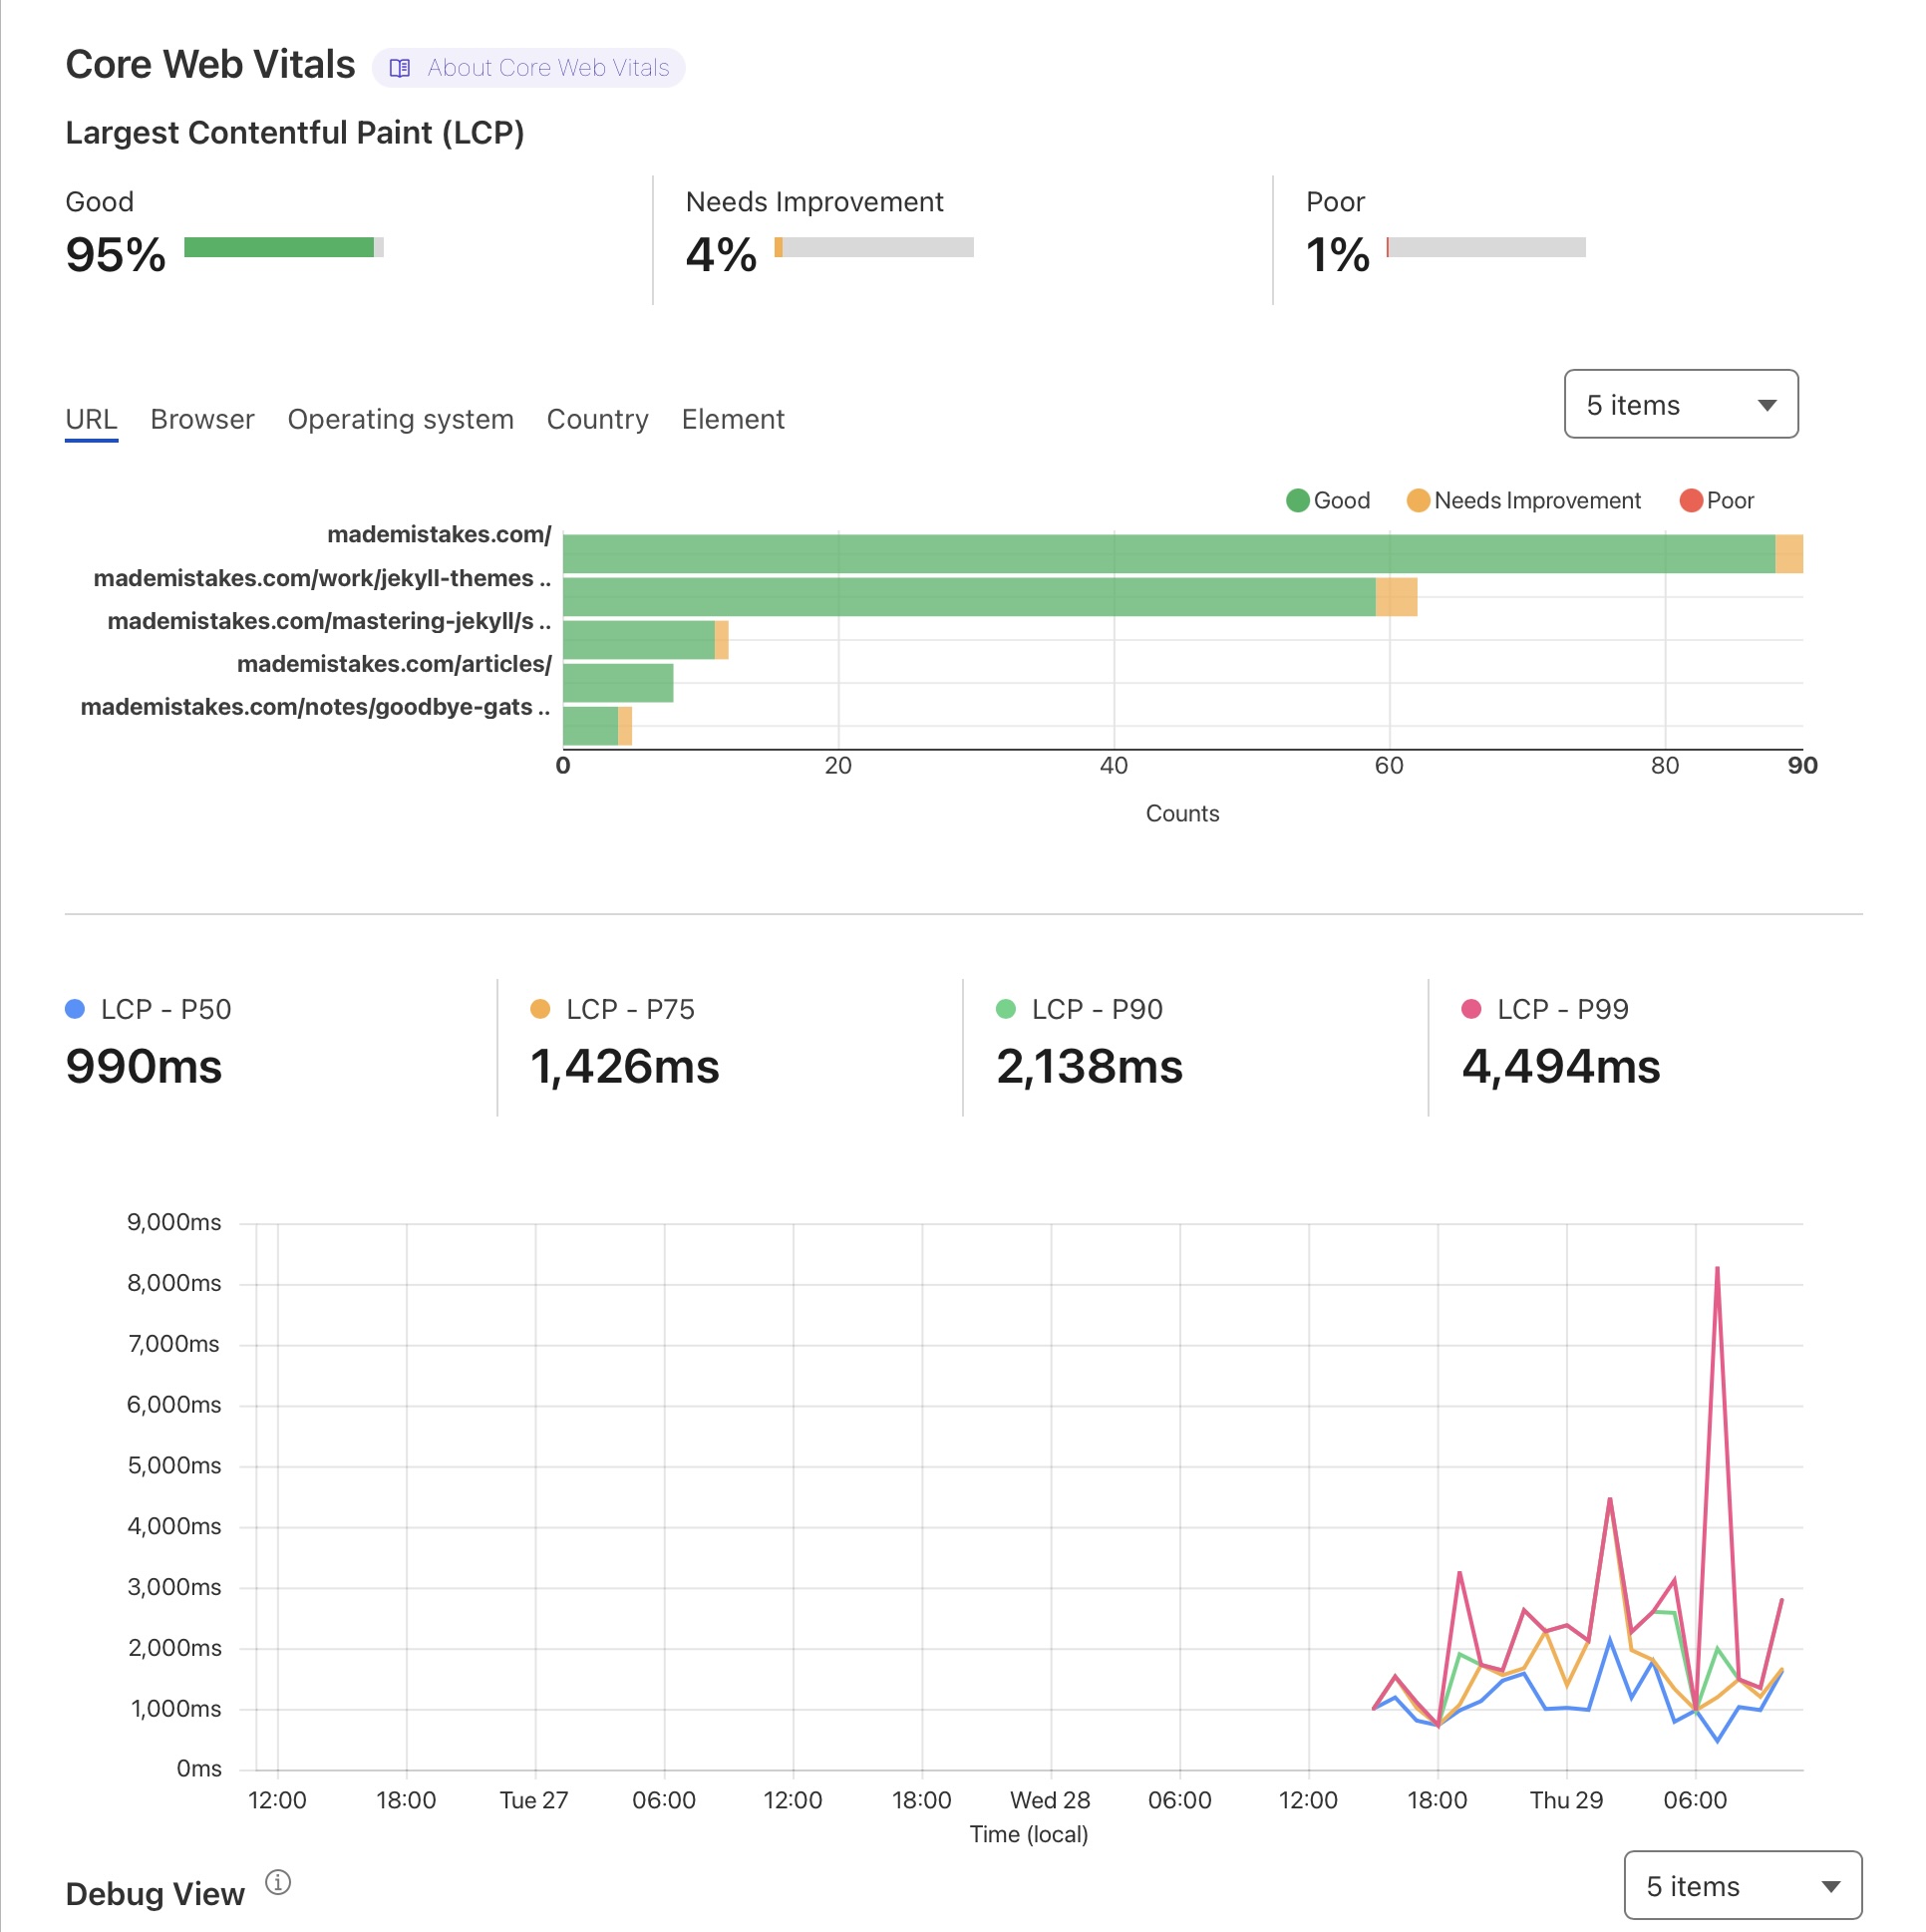 Core Web Vitals
About Core Web Vitals
Largest Contentful Paint (LCP)
Good
95%
Needs Improvement
4%
Poor
1%
URL Browser Operating system Country Element
5 items
Good Needs Improvement Poor
mademistakes.com/
mademistakes.com/work/jekyll-themes ..
mademistakes.com/mastering-jekyll/s ..
mademistakes.com/articles/
mademistakes.com/notes/goodbye-gats ..
0 20 40 60 80 90
Counts
LCP - P50
990ms
LCP - P75
1,426ms
LCP - P90
2,138ms
LCP - P99
4,494ms
9,000ms
8,000ms
7,000ms
6,000ms
5,000ms
4,000ms
3,000ms
2,000ms
1,000ms
0ms
12:00 18:00 Tue 27 06:00 12:00 18:00 Wed 28 06:00 12:00 18:00 Thu 29 06:00
Time (local)
Debug View
5 items